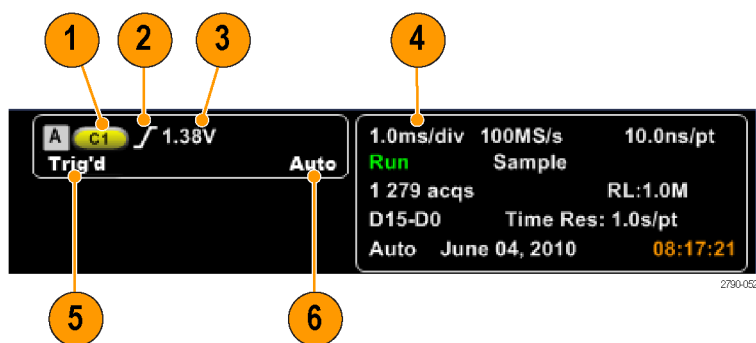 1 2 3 4
A C1 1.38V
Trig'd Auto
1.0ms/div 100MS/s 10.0ns/pt
Run Sample
1 279 acqs RL:1.0M
D15-D0 Time Res: 1.0s/pt
Auto June 04, 2010 08:17:21
2790-052
5 6